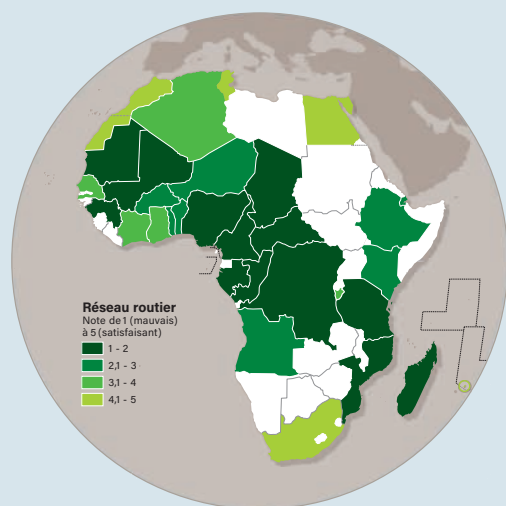 Réseau routier
Note de 1 (mauvais)
à 5 (satisfaisant)
1 - 2
2,1 - 3
3,1 - 4
4,1 - 5